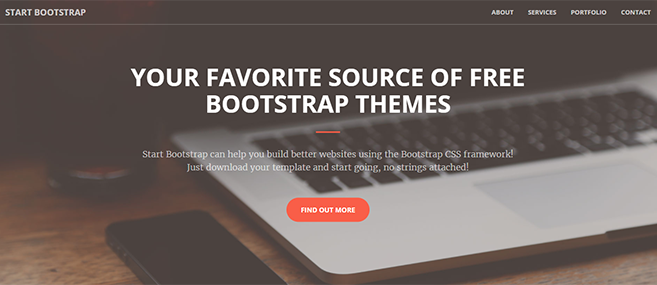 START BOOTSTRAP
ABOUT SERVICES PORTFOLIO CONTACT
YOUR FAVORITE SOURCE OF FREE
BOOTSTRAP THEMES
Start Bootstrap can help you build better websites using the Bootstrap CSS framework!
Just download your template and start going, no strings attached!
FIND OUT MORE